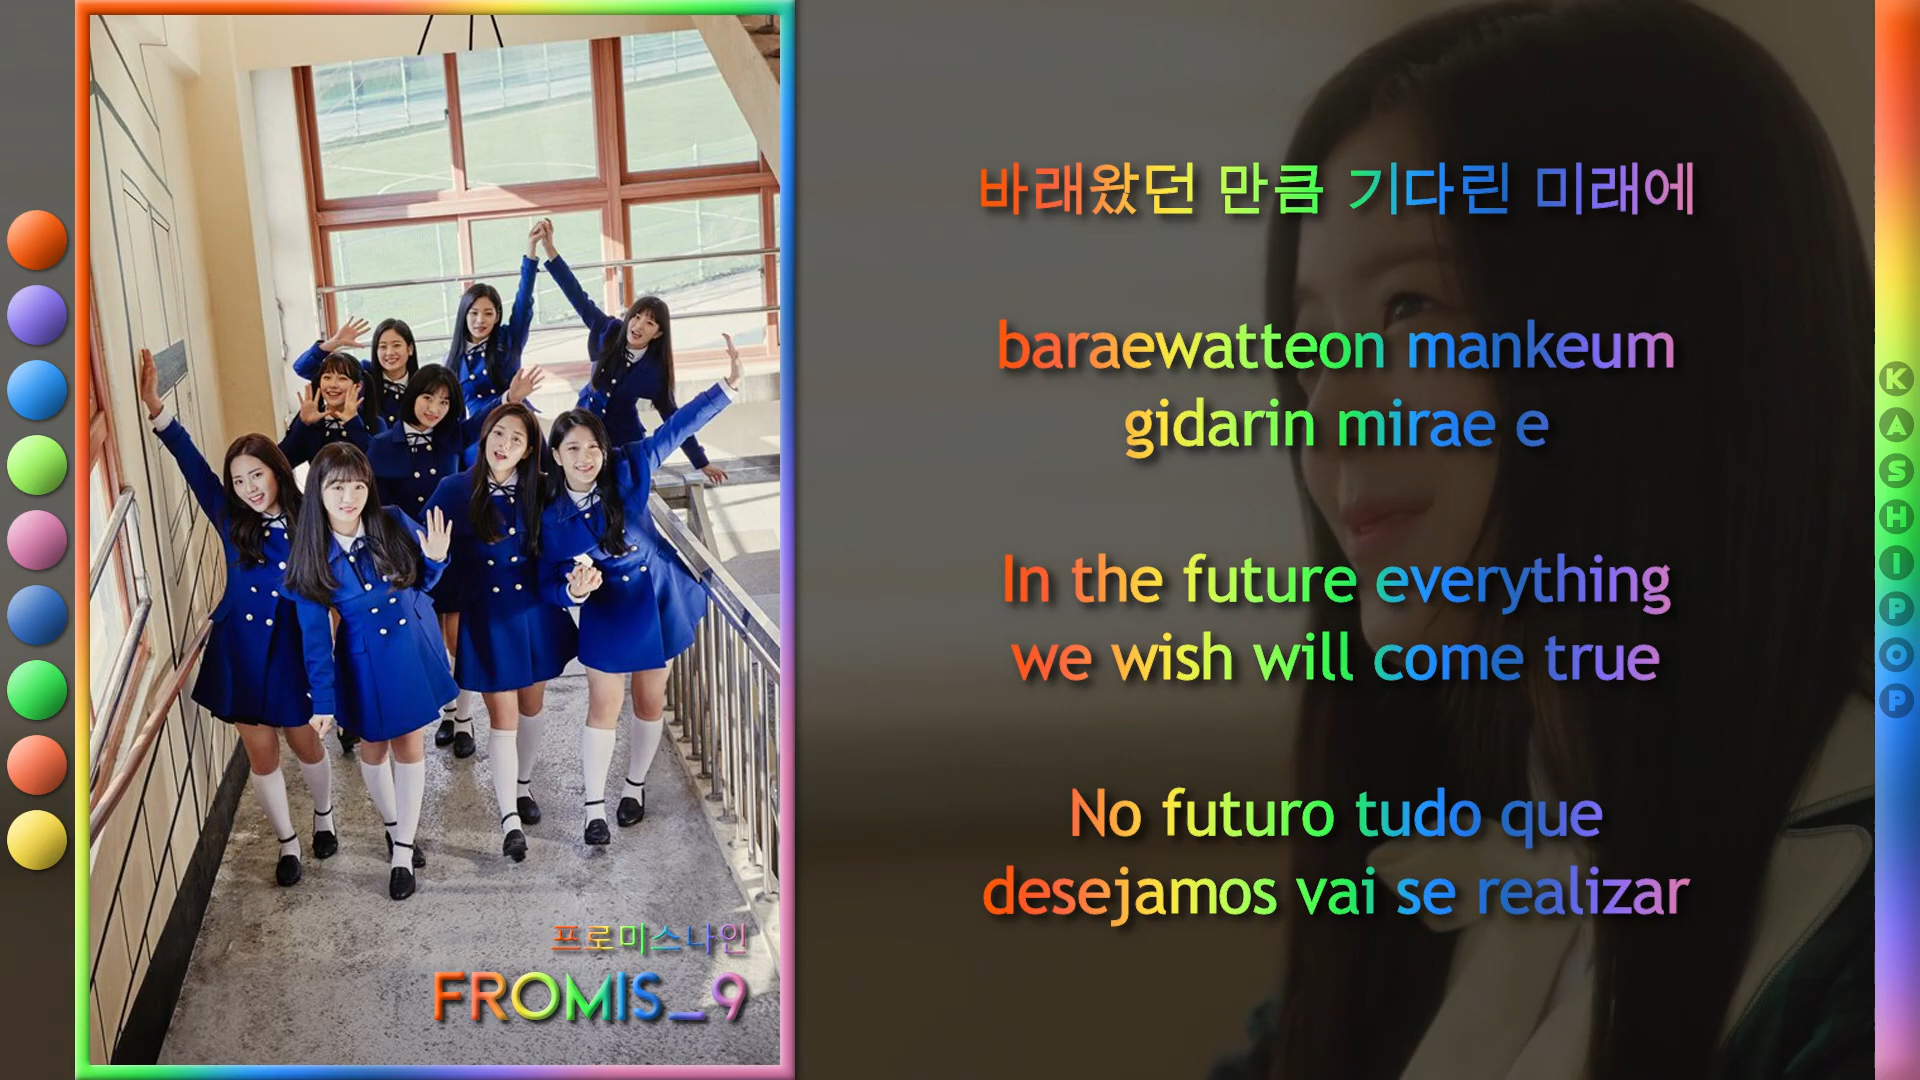 바래왔던 만큼 기다린 미래에
baraewatteon mankeum
gidarin mirae e
In the future everything
we wish will come true
No futuro tudo que
desejamos vai se realizar
프로미스나인
FROMIS_9
KASHIPOP